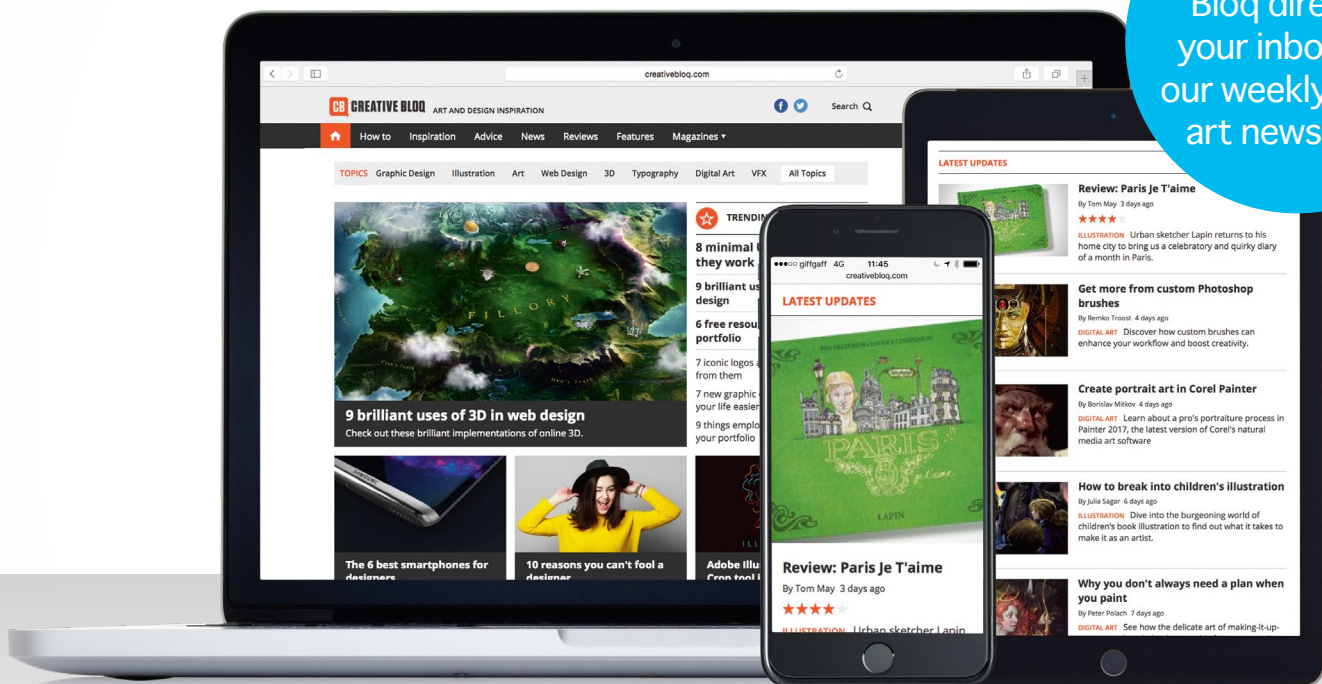 Bloq
your
our weekly
art
creativebloq.com
CB CREATIVE BLOQ ART AND DESIGN INSPIRATION
Search
How to Inspiration Advice News Reviews Features Magazines
TOPICS Graphic Design Illustration Art Web Design 3D Typography Digital Art VFX All Topics
FILLORY
9 brilliant uses of 3D in web design
Check out these brilliant implementations of online 3D.
TRENDING
8 minimal
they work
9 brilliant
design
6 free
portfolio
7 iconic logos
from them
7 new graphic
your life easier
9 things
your portfolio
SAMSUNG
The 6 best smartphones for
designers
10 reasons you can't fool a
designer
Adobe
Crop tool
giffgaff 4G 11:45
creativebloq.com
LATEST UPDATES
THE SKETCHBOOK LOVER'S COMPANION
PARIS
je t'aime
LAPIN
Review: Paris Je T'aime
By Tom May 3 days ago
ILLUSTRATION Urban sketcher Lapin
LATEST UPDATES
Review: Paris Je T'aime
By Tom May 3 days ago
ILLUSTRATION Urban sketcher Lapin returns to his
home city to bring us a celebratory and quirky diary
of a month in Paris.
Get more from custom Photoshop
brushes
By Remko Troost 4 days ago
DIGITAL ART Discover how custom brushes can
enhance your workflow and boost creativity.
Create portrait art in Corel Painter
By Borislav Mitkov 4 days ago
DIGITAL ART Learn about a pro's portraiture process in
Painter 2017, the latest version of Corel's natural
media art software
How to break into children's illustration
By Julia Sagar 6 days ago
ILLUSTRATION Dive into the burgeoning world of
children's book illustration to find out what it takes to
make it as an artist.
Why you don't always need a plan when
you paint
By Peter Polach 7 days ago
DIGITAL ART See how the delicate art of making-it-up-